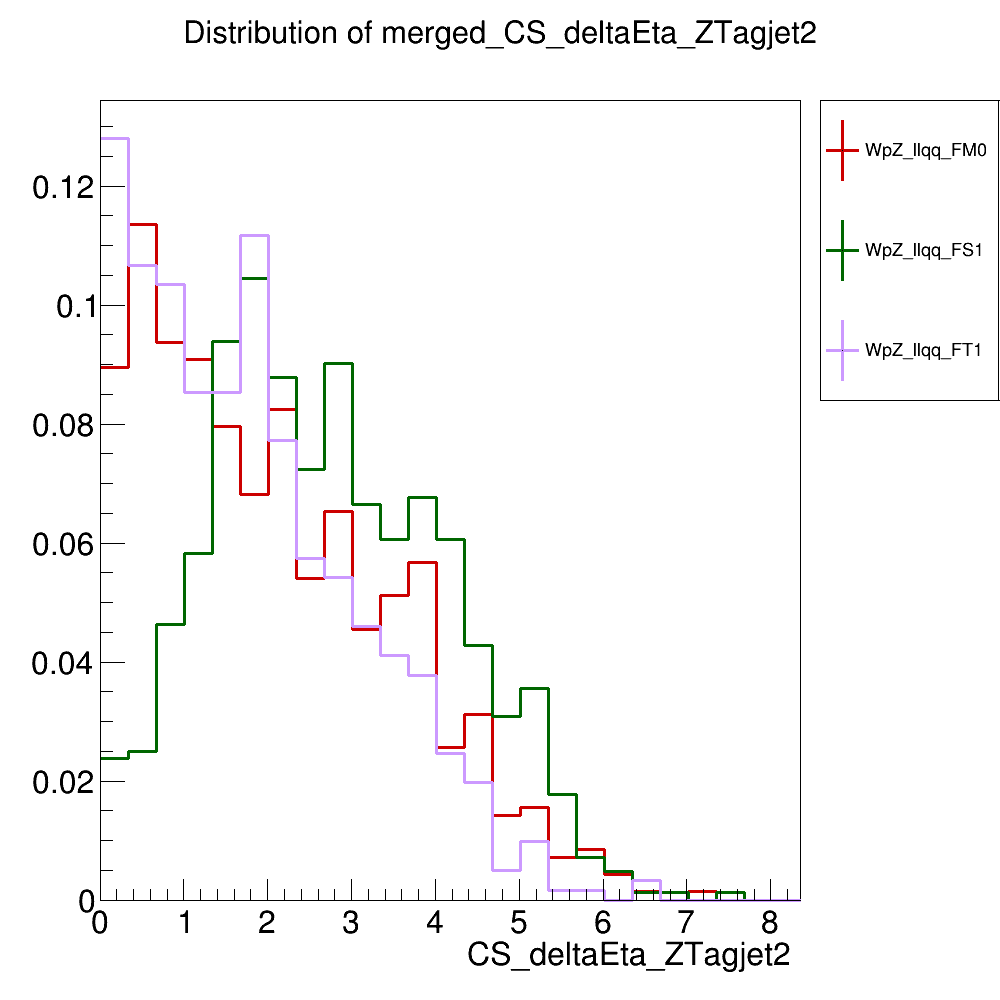 Distribution of merged_CS_deltaEta_ZTagjet2
WpZ_llqq_FM0
WpZ_llqq_FS1
WpZ_llqq_FT1
0.12
0.1
0.08
0.06
0.04
0.02
0
0 1 2 3 4 5 6 7 8
CS_deltaEta_ZTagjet2